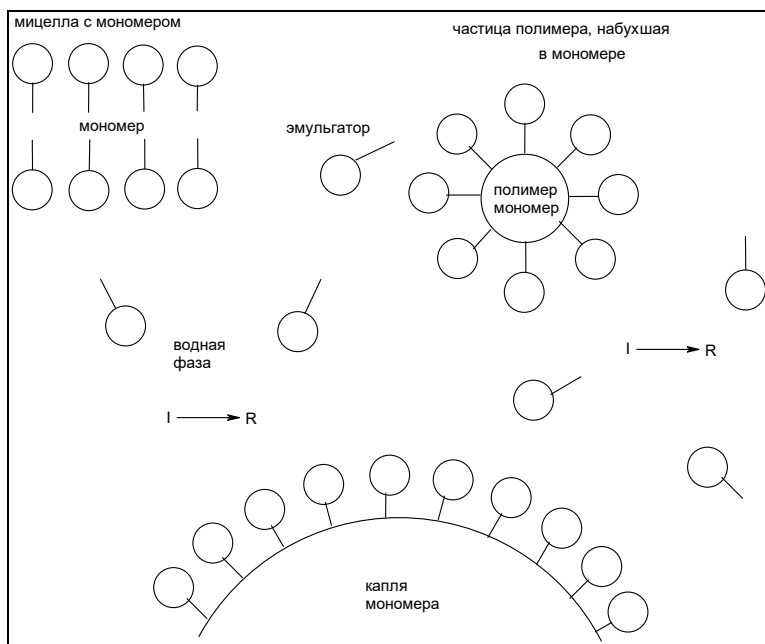 мицелла с мономером
мономер
эмульгатор
частица полимера, набухшая
в мономере
полимер
мономер
водная
фаза
I R
I R
капля
мономера